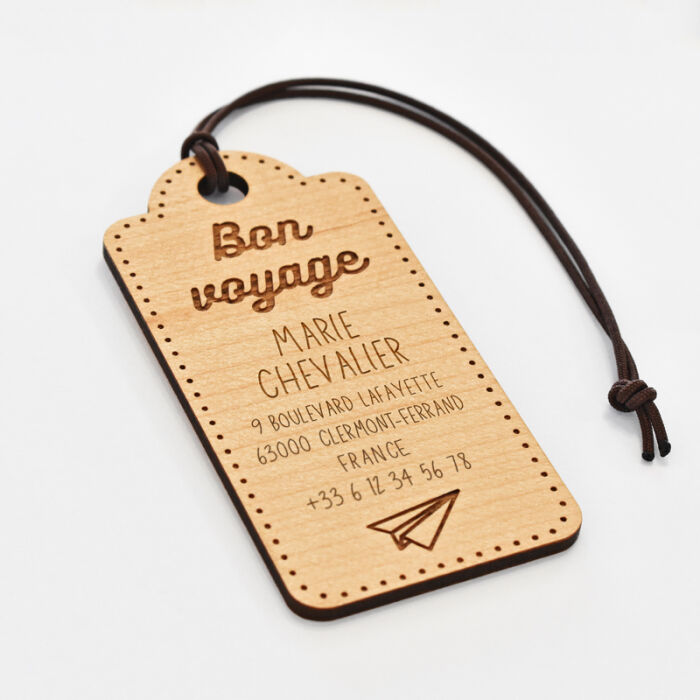 Bon
voyage
MARIE
CHEVALIER
9 BOULEVARD LAFAYETTE
63000 CLERMONT-FERRAND
FRANCE
+33 6 12 34 56 78